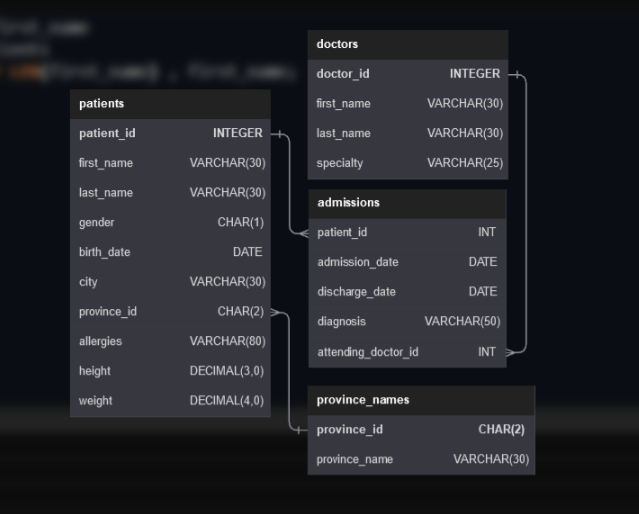 doctors
doctor_id INTEGER
first_name VARCHAR(30)
last_name VARCHAR(30)
specialty VARCHAR(25)
patients
patient_id INTEGER
first_name VARCHAR(30)
last_name VARCHAR(30)
gender CHAR(1)
birth_date DATE
city VARCHAR(30)
province_id CHAR(2)
allergies VARCHAR(80)
height DECIMAL(3,0)
weight DECIMAL(4,0)
admissions
patient_id INT
admission_date DATE
discharge_date DATE
diagnosis VARCHAR(50)
attending_doctor_id INT
province_names
province_id CHAR(2)
province_name VARCHAR(30)